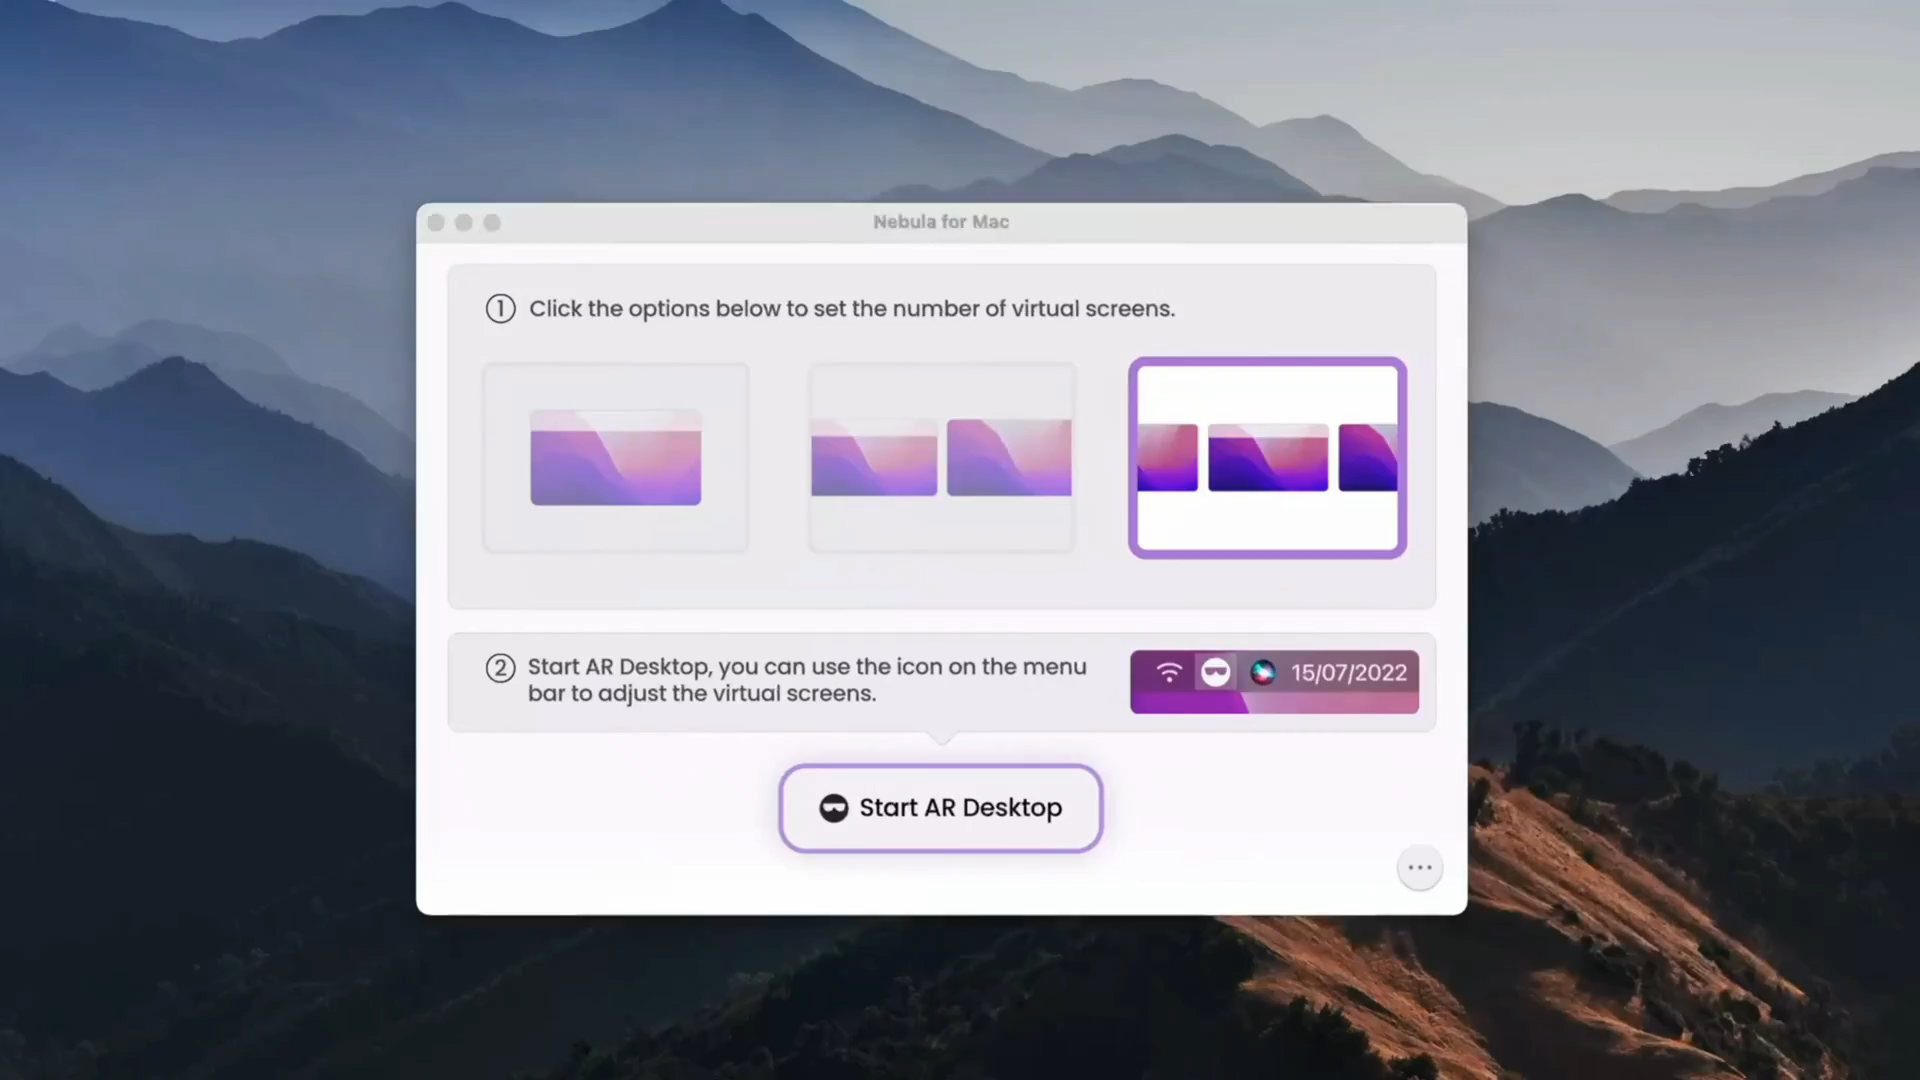 Nebula for Mac
1 Click the options below to set the number of virtual screens.
2 Start AR Desktop, you can use the icon on the menu
bar to adjust the virtual screens.
15/07/2022
Start AR Desktop